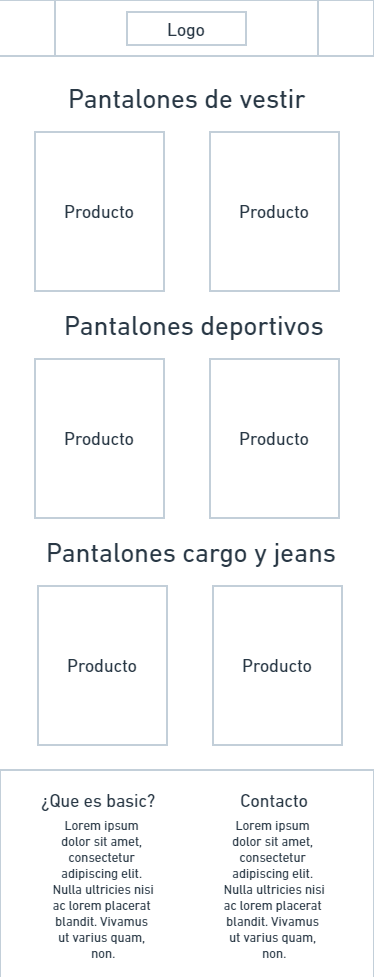 Logo
Pantalones de vestir
Producto
Producto
Pantalones deportivos
Producto
Producto
Pantalones cargo y jeans
Producto
Producto
¿Que es basic?
Lorem ipsum
dolor sit amet,
consectetur
adipiscing elit.
Nulla ultricies nisi
ac lorem placerat
blandit. Vivamus
ut varius quam,
non.
Contacto
Lorem ipsum
dolor sit amet,
consectetur
adipiscing elit.
Nulla ultricies nisi
ac lorem placerat
blandit. Vivamus
ut varius quam,
non.